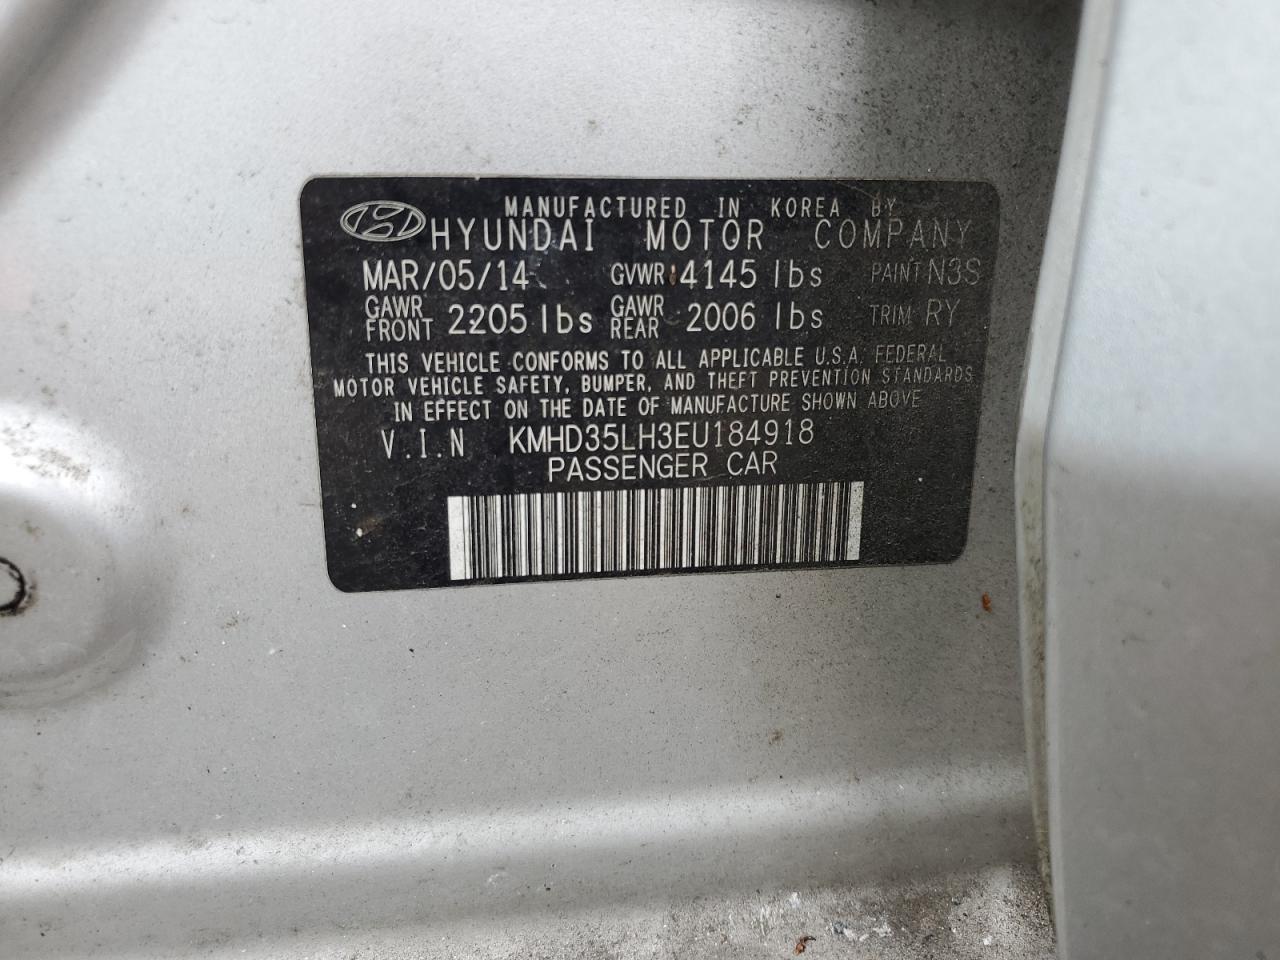 MANUFACTURED IN KOREA BY
HYUNDAI MOTOR COMPANY
MAR/05/14 GVWR 4145 lbs PAINT N3S
GAWR FRONT 2205 lbs GAWR REAR 2006 lbs TRIM RY
THIS VEHICLE CONFORMS TO ALL APPLICABLE U.S.A. FEDERAL
MOTOR VEHICLE SAFETY, BUMPER, AND THEFT PREVENTION STANDARDS
IN EFFECT ON THE DATE OF MANUFACTURE SHOWN ABOVE
V.I.N KMHD35LH3EU184918
PASSENGER CAR